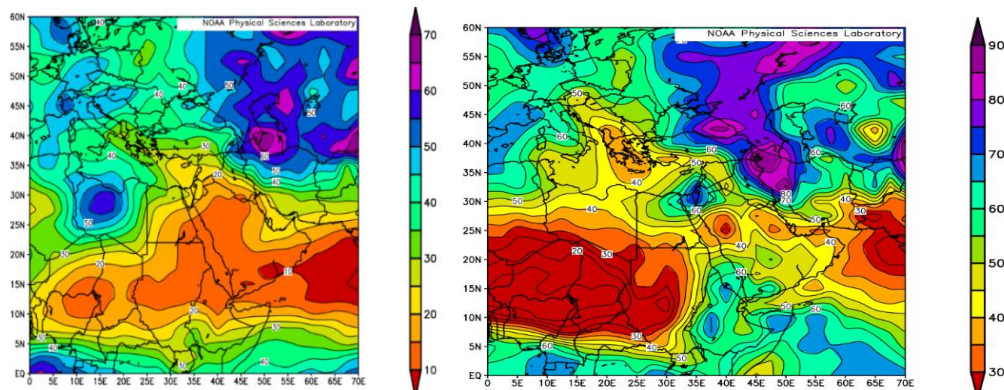 NOAA Physical Sciences Laboratory
60N
55N
50N
45N
40N
35N
30N
25N
20N
15N
10N
5N
EQ
0 5E 10E 15E 20E 25E 30E 35E 40E 45E 50E 55E 60E 65E 70E
70
60
50
40
30
20
10
NOAA Physical Sciences Laboratory
60N
55N
50N
45N
40N
35N
30N
25N
20N
15N
10N
5N
EQ
0 5E 10E 15E 20E 25E 30E 35E 40E 45E 50E 55E 60E 65E 70E
90
80
70
60
50
40
30